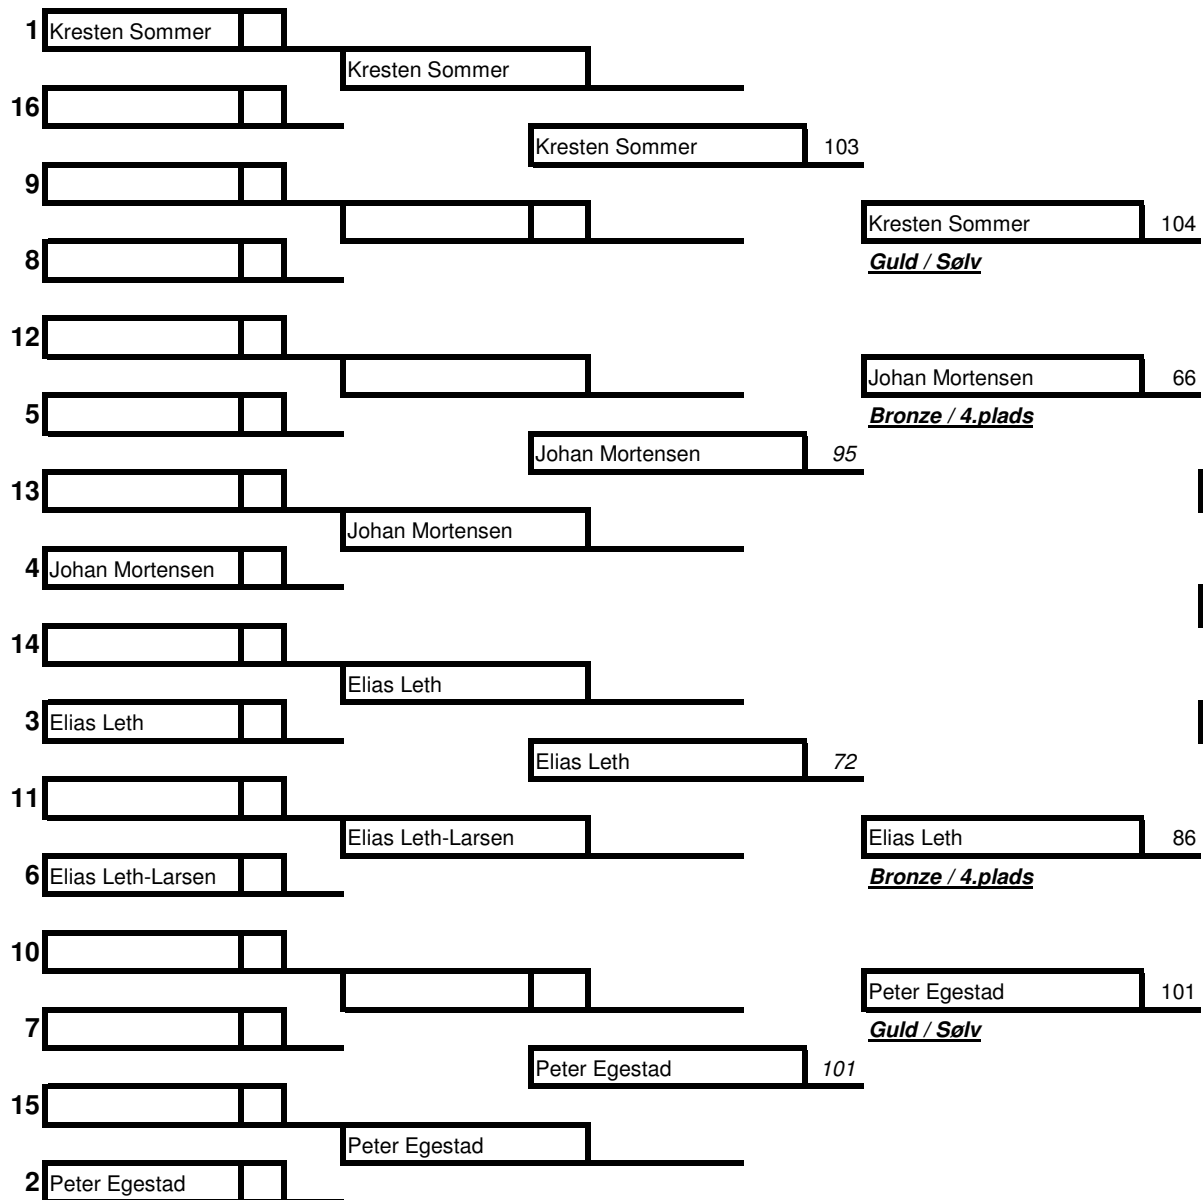 1 Kresten Sommer
Kresten Sommer
16
Kresten Sommer 103
9
Kresten Sommer 104
8
Guld / Sølv
12
Johan Mortensen 66
5
Bronze / 4.plads
Johan Mortensen 95
13
Johan Mortensen
4 Johan Mortensen
14
Elias Leth
3 Elias Leth
Elias Leth 72
11
Elias Leth-Larsen
Elias Leth 86
6 Elias Leth-Larsen
Bronze / 4.plads
10
Peter Egestad 101
7
Guld / Sølv
Peter Egestad 101
15
Peter Egestad
2 Peter Egestad